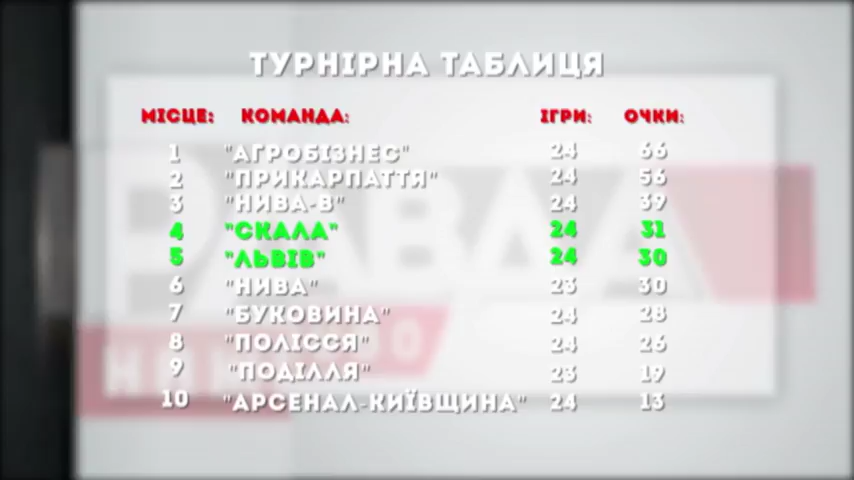 ТУРНІРНА ТАБЛИЦЯ
МІСЦЕ: КОМАНДА: ІГРИ: ОЧКИ:
1 "АГРОБІЗНЕС" 24 66
2 "ПРИКАРПАТТЯ" 24 56
3 "НИВА-В" 24 39
4 "СКАЛА" 24 31
5 "ЛЬВІВ" 24 30
6 "НИВА" 23 30
7 "БУКОВИНА" 24 28
8 "ПОЛІССЯ" 24 26
9 "ПОДІЛЛЯ" 23 19
10 "АРСЕНАЛ-КИЇВЩИНА" 24 13